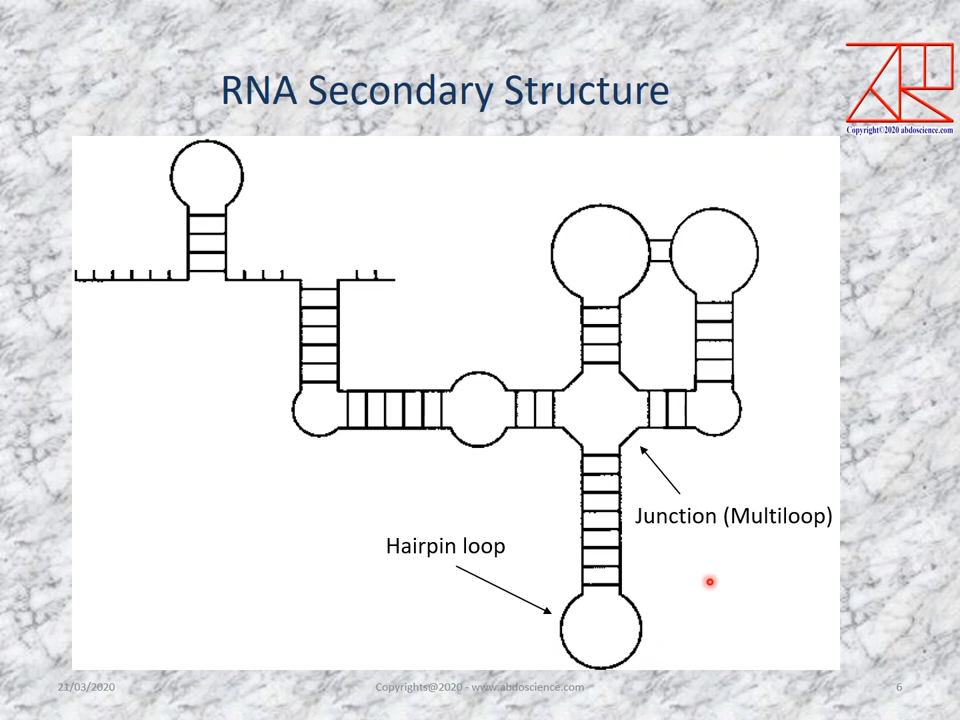 RNA Secondary Structure
Copyright©2020 abdoscience.com
Junction (Multiloop)
Hairpin loop
21/03/2020
Copyrights@2020 - www.abdoscience.com
6